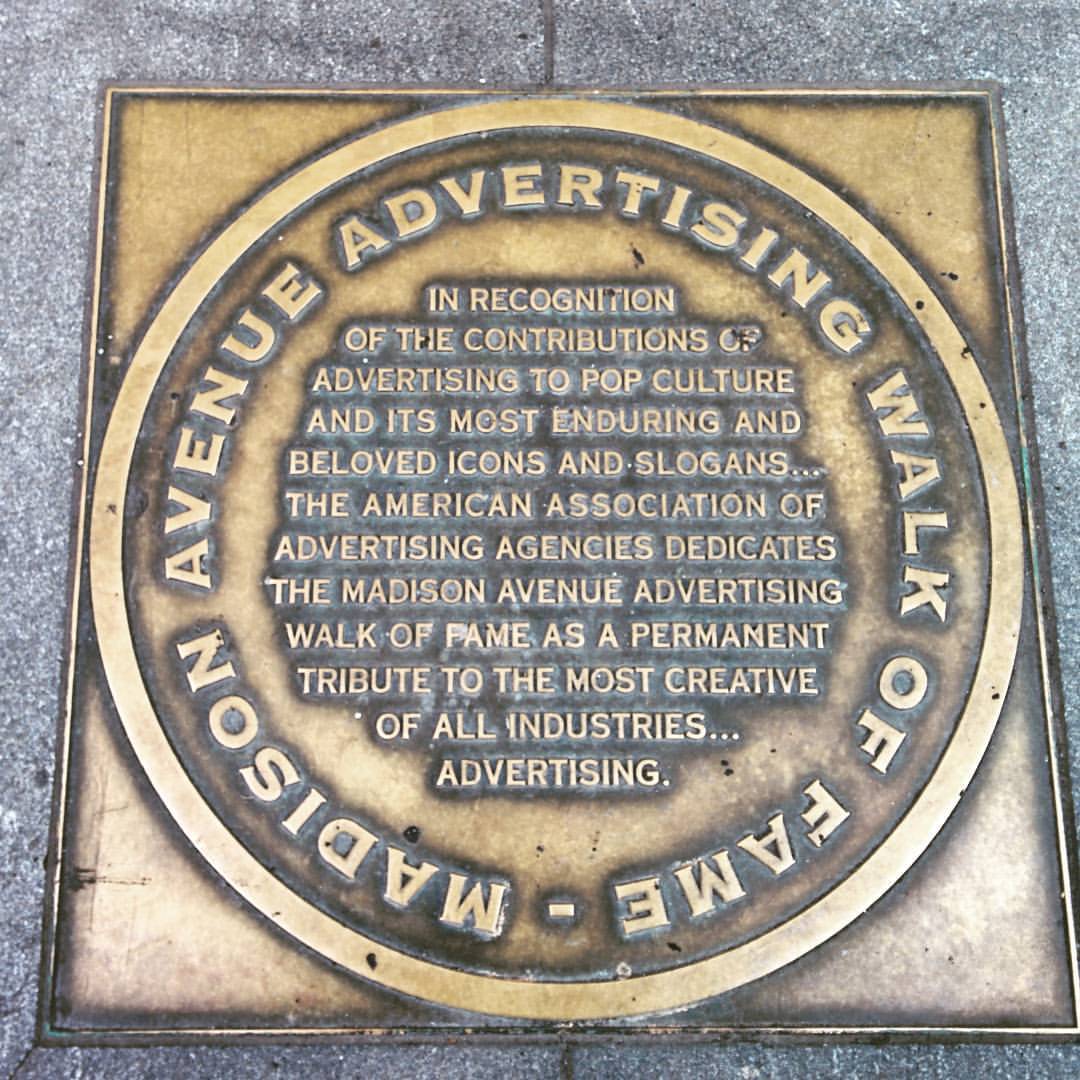 MADISON AVENUE ADVERTISING WALK OF FAME -
IN RECOGNITION
OF THE CONTRIBUTIONS OF
ADVERTISING TO POP CULTURE
AND ITS MOST ENDURING AND
BELOVED ICONS AND SLOGANS...
THE AMERICAN ASSOCIATION OF
ADVERTISING AGENCIES DEDICATES
THE MADISON AVENUE ADVERTISING
WALK OF FAME AS A PERMANENT
TRIBUTE TO THE MOST CREATIVE
OF ALL INDUSTRIES...
ADVERTISING.